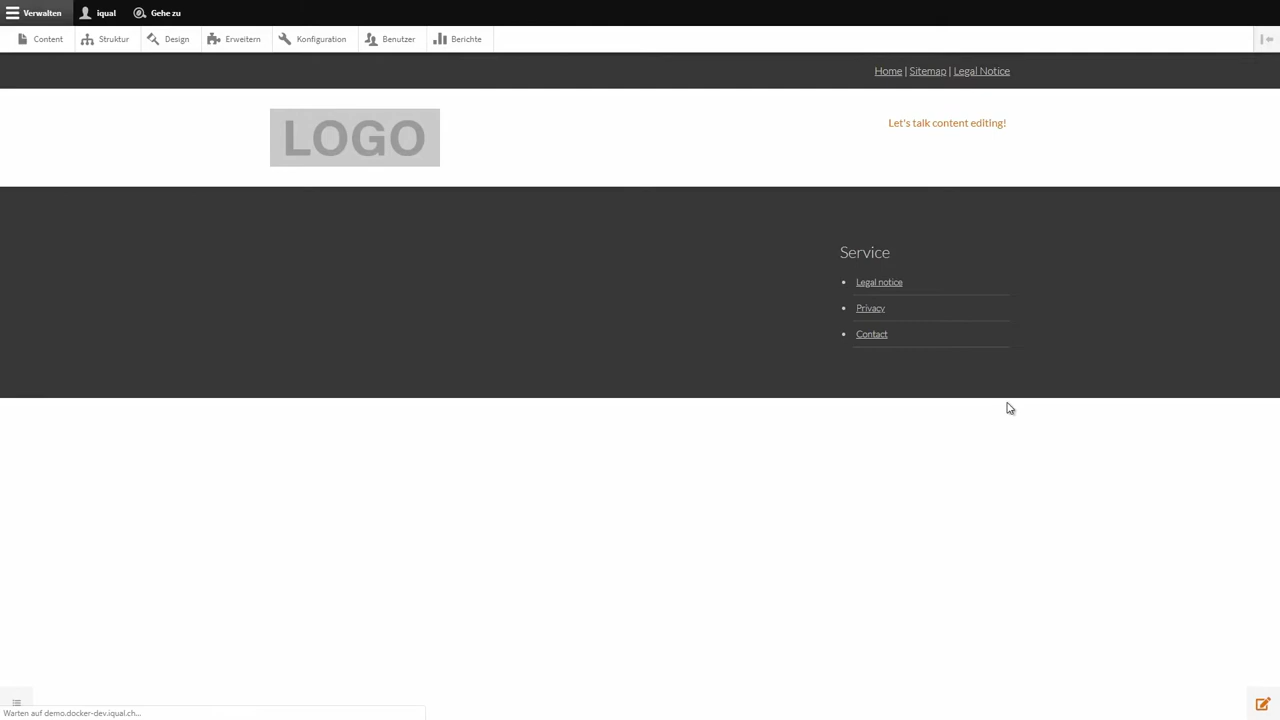 Verwalten iqual Gehe zu
Content Struktur Design Erweitern Konfiguration Benutzer Berichte
Home | Sitemap | Legal Notice
LOGO
Let's talk content editing!
Service
Legal notice
Privacy
Contact
Warten auf demo.docker-dev.iqual.ch...